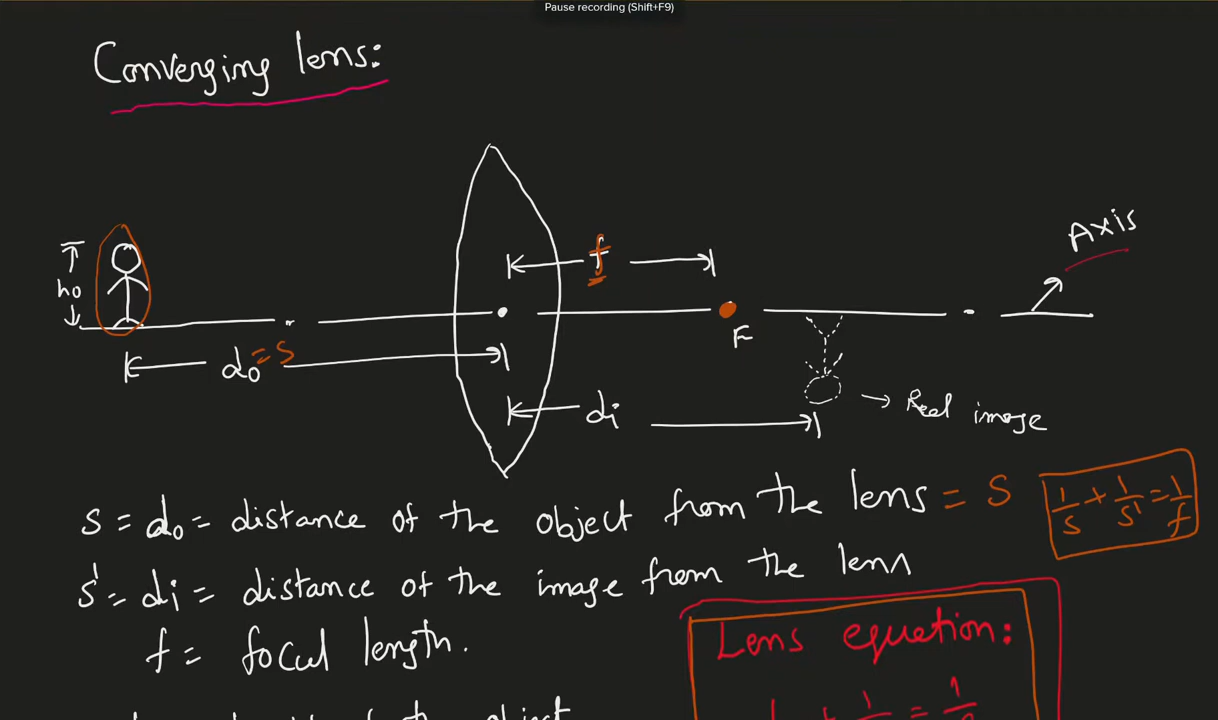 Pause recording (Shift+F9)
Converging lens:
Axis
f
ho
F
do = s
di
Real image
s = do = distance of the object from the lens = S
1/s + 1/s' = 1/f
s' = di = distance of the image from the lens
Lens equation:
f = focal length.